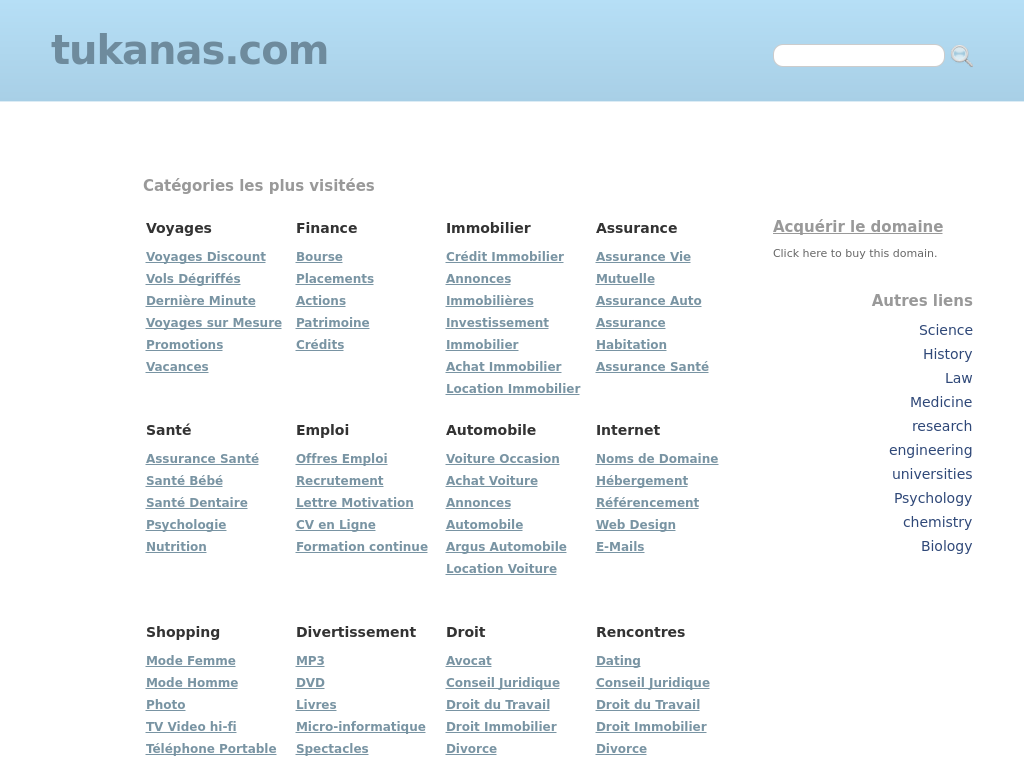 tukanas.com
Catégories les plus visitées
Voyages
Voyages Discount
Vols Dégriffés
Dernière Minute
Voyages sur Mesure
Promotions
Vacances
Finance
Bourse
Placements
Actions
Patrimoine
Crédits
Immobilier
Crédit Immobilier
Annonces
Immobilières
Investissement
Immobilier
Achat Immobilier
Location Immobilier
Assurance
Assurance Vie
Mutuelle
Assurance Auto
Assurance
Habitation
Assurance Santé
Santé
Assurance Santé
Santé Bébé
Santé Dentaire
Psychologie
Nutrition
Emploi
Offres Emploi
Recrutement
Lettre Motivation
CV en Ligne
Formation continue
Automobile
Voiture Occasion
Achat Voiture
Annonces
Automobile
Argus Automobile
Location Voiture
Internet
Noms de Domaine
Hébergement
Référencement
Web Design
E-Mails
Shopping
Mode Femme
Mode Homme
Photo
TV Video hi-fi
Téléphone Portable
Divertissement
MP3
DVD
Livres
Micro-informatique
Spectacles
Droit
Avocat
Conseil Juridique
Droit du Travail
Droit Immobilier
Divorce
Rencontres
Dating
Conseil Juridique
Droit du Travail
Droit Immobilier
Divorce
Acquérir le domaine
Click here to buy this domain.
Autres liens
Science
History
Law
Medicine
research
engineering
universities
Psychology
chemistry
Biology